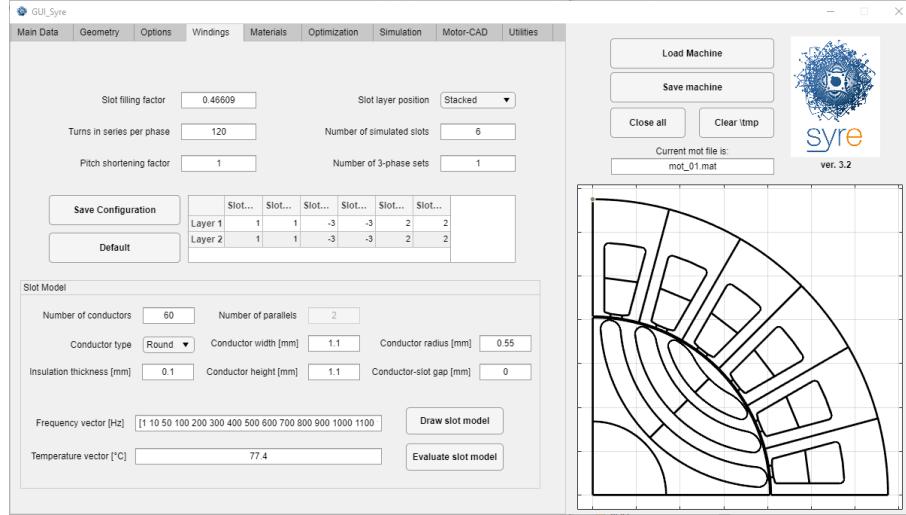 GUI_Syre
Main Data Geometry Options Windings Materials Optimization Simulation Motor-CAD Utilities
Slot filling factor 0.46609 Slot layer position Stacked
Turns in series per phase 120 Number of simulated slots 6
Pitch shortening factor 1 Number of 3-phase sets 1
Save Configuration
Default
Slot... Slot... Slot... Slot... Slot... Slot...
Layer 1 1 1 -3 -3 2 2
Layer 2 1 1 -3 -3 2 2
Slot Model
Number of conductors 60 Number of parallels 2
Conductor type Round Conductor width [mm] 1.1 Conductor radius [mm] 0.55
Insulation thickness [mm] 0.1 Conductor height [mm] 1.1 Conductor-slot gap [mm] 0
Frequency vector [Hz] [1 10 50 100 200 300 400 500 600 700 800 900 1000 1100 Draw slot model
Temperature vector [°C] 77.4 Evaluate slot model
Load Machine
Save machine
Close all Clear \tmp
Current mot file is:
mot_01.mat
syre
ver. 3.2